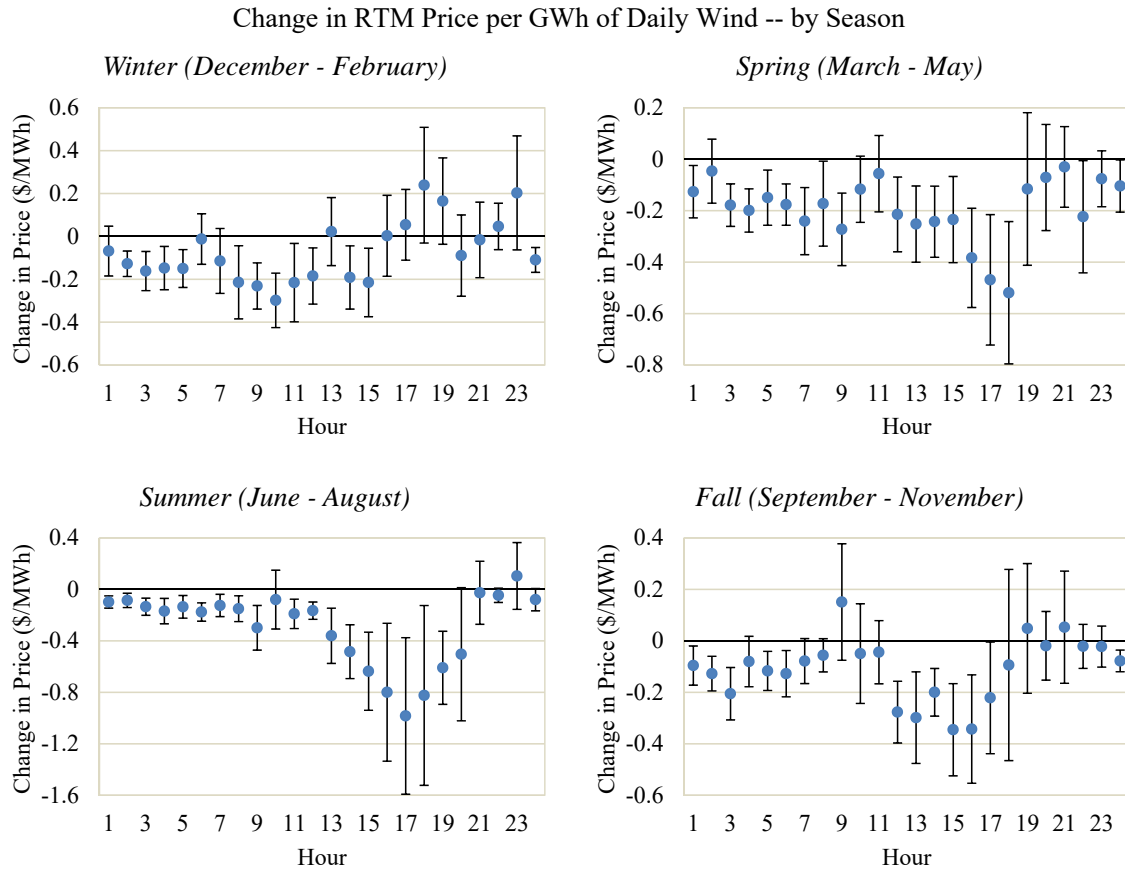 Change in RTM Price per GWh of Daily Wind -- by Season
Winter (December - February)
Change in Price ($/MWh)
0.6
0.4
0.2
0
-0.2
-0.4
-0.6
1 3 5 7 9 11 13 15 17 19 21 23
Hour
Spring (March - May)
Change in Price ($/MWh)
0.2
0
-0.2
-0.4
-0.6
-0.8
1 3 5 7 9 11 13 15 17 19 21 23
Hour
Summer (June - August)
Change in Price ($/MWh)
0.4
0
-0.4
-0.8
-1.2
-1.6
1 3 5 7 9 11 13 15 17 19 21 23
Hour
Fall (September - November)
Change in Price ($/MWh)
0.4
0.2
0
-0.2
-0.4
-0.6
1 3 5 7 9 11 13 15 17 19 21 23
Hour